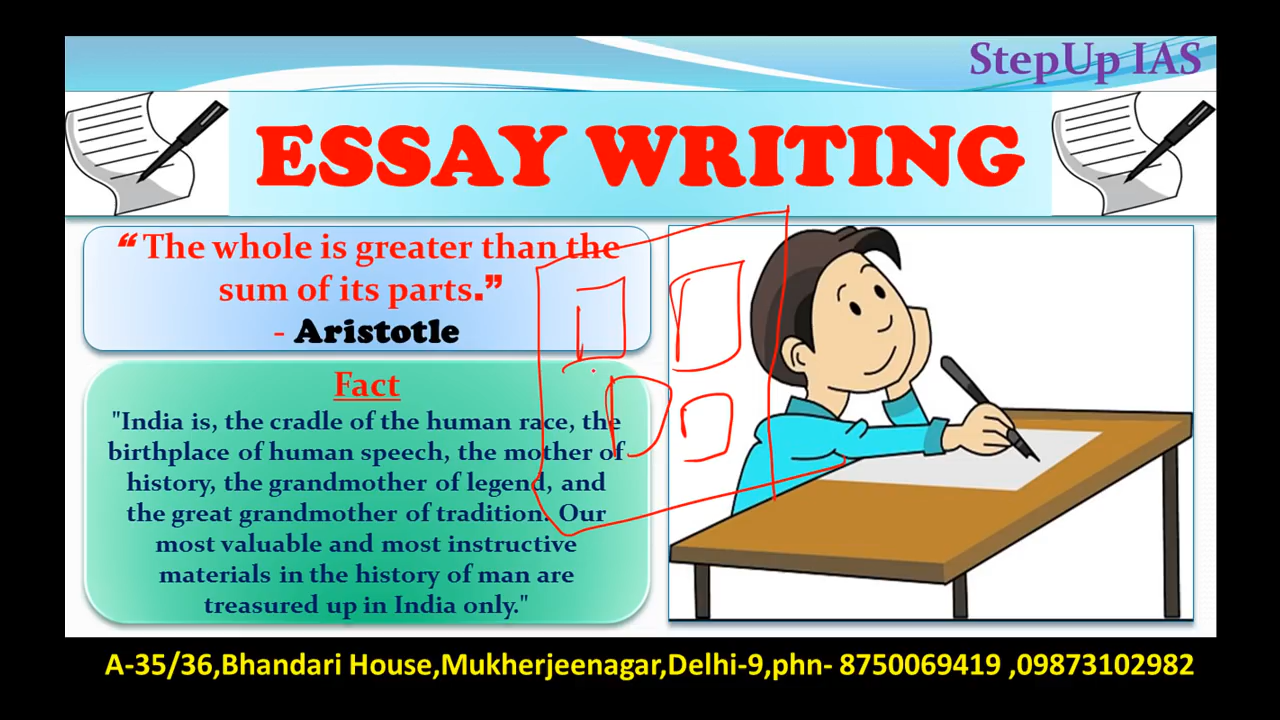 StepUp IAS
ESSAY WRITING
“ The whole is greater than the
sum of its parts.”
- Aristotle
Fact
"India is, the cradle of the human race, the
birthplace of human speech, the mother of
history, the grandmother of legend, and
the great grandmother of tradition. Our
most valuable and most instructive
materials in the history of man are
treasured up in India only."
A-35/36,Bhandari House,Mukherjeenagar,Delhi-9,phn- 8750069419 ,09873102982